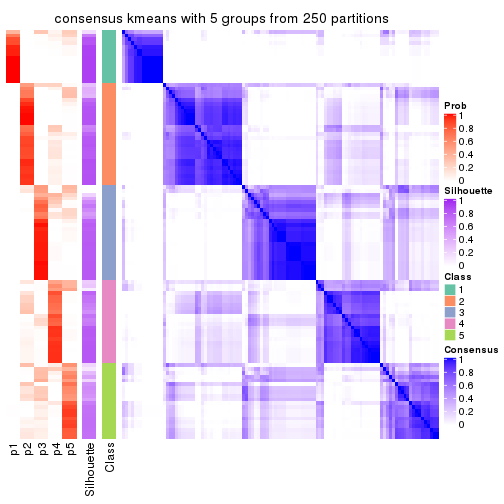 consensus kmeans with 5 groups from 250 partitions
Prob
1
0.8
0.6
0.4
0.2
0
Silhouette
1
0.8
0.6
0.4
0.2
0
Class
1
2
3
4
5
Consensus
1
0.8
0.6
0.4
0.2
0
p1
p2
p3
p4
p5
Silhouette
Class